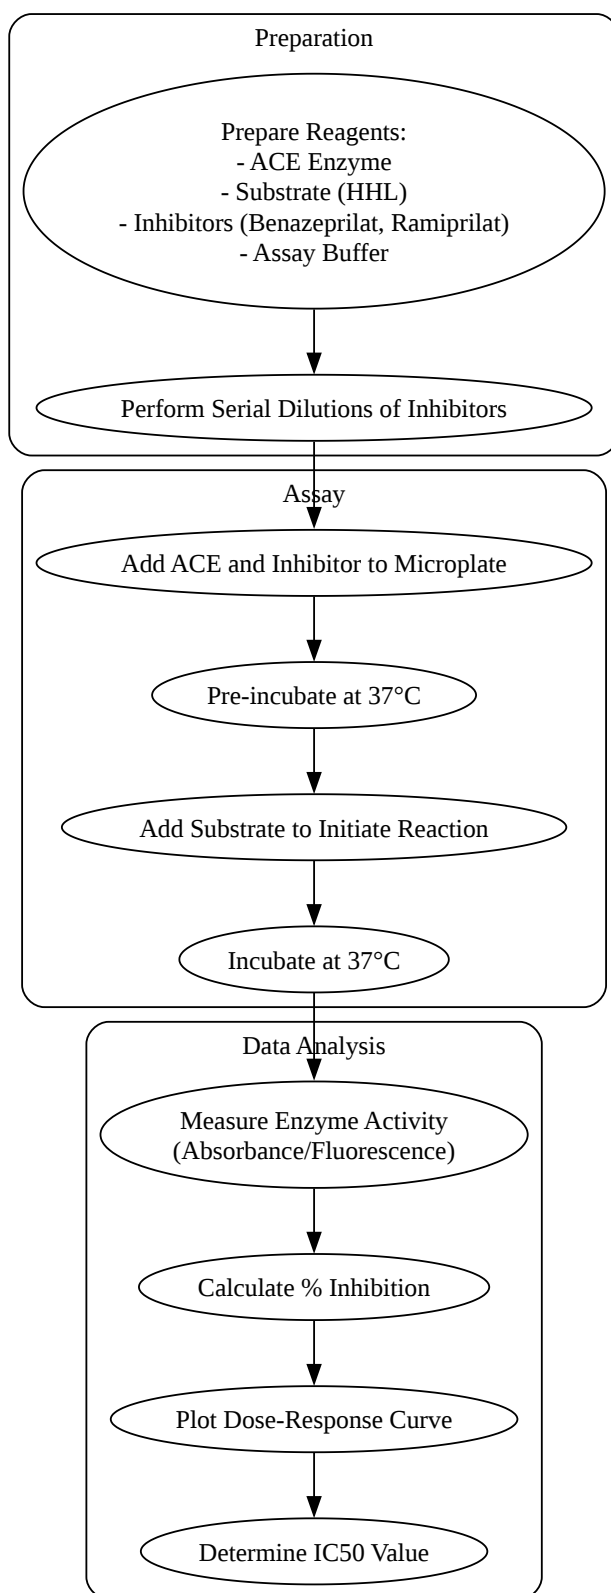 Preparation
Prepare Reagents:
- ACE Enzyme
- Substrate (HHL)
- Inhibitors (Benazeprilat, Ramiprilat)
- Assay Buffer
Perform Serial Dilutions of Inhibitors
Assay
Add ACE and Inhibitor to Microplate
Pre-incubate at 37°C
Add Substrate to Initiate Reaction
Incubate at 37°C
Data Analysis
Measure Enzyme Activity
(Absorbance/Fluorescence)
Calculate % Inhibition
Plot Dose-Response Curve
Determine IC50 Value